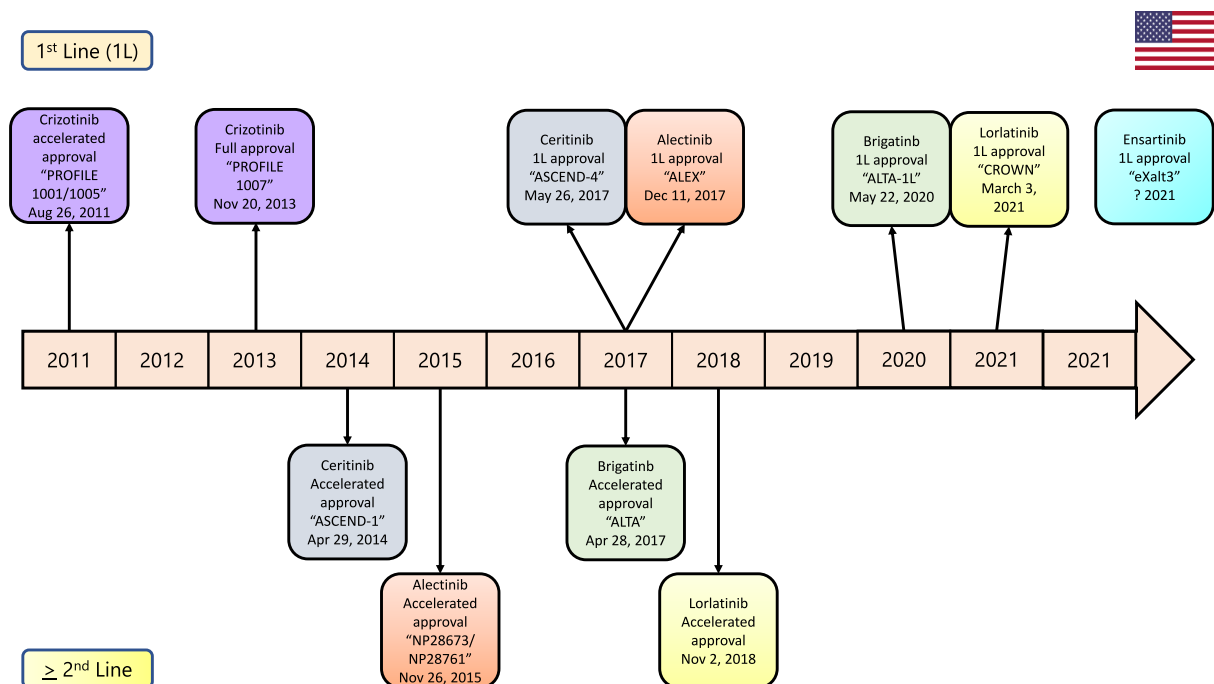 1st Line (1L)
Crizotinib
accelerated
approval
“PROFILE
1001/1005”
Aug 26, 2011
Crizotinib
Full approval
“PROFILE
1007”
Nov 20, 2013
Ceritinib
1L approval
“ASCEND-4”
May 26, 2017
Alectinib
1L approval
“ALEX”
Dec 11, 2017
Brigatinb
1L approval
“ALTA-1L”
May 22, 2020
Lorlatinib
1L approval
“CROWN”
March 3,
2021
Ensartinib
1L approval
“eXalt3”
? 2021
2011 2012 2013 2014 2015 2016 2017 2018 2019 2020 2021 2021
Ceritinib
Accelerated
approval
“ASCEND-1”
Apr 29, 2014
Brigatinb
Accelerated
approval
“ALTA”
Apr 28, 2017
Alectinib
Accelerated
approval
“NP28673/
NP28761”
Nov 26, 2015
Lorlatinib
Accelerated
approval
Nov 2, 2018
≥ 2nd Line